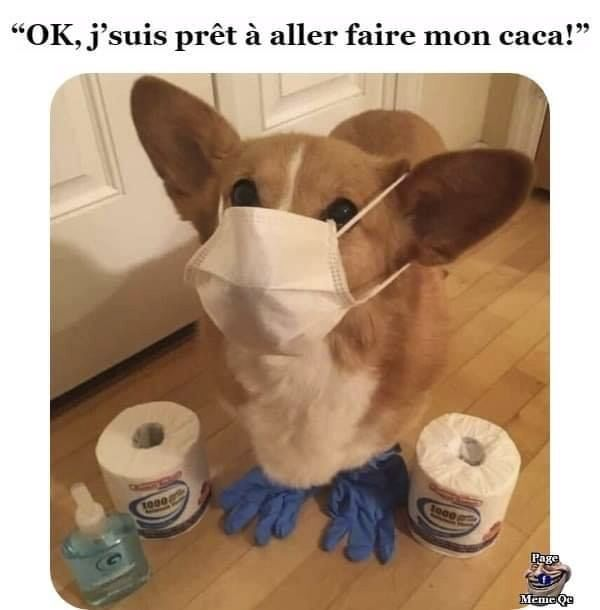 “OK, j’suis prêt à aller faire mon caca!”
1000
1000
Page
Meme Qc